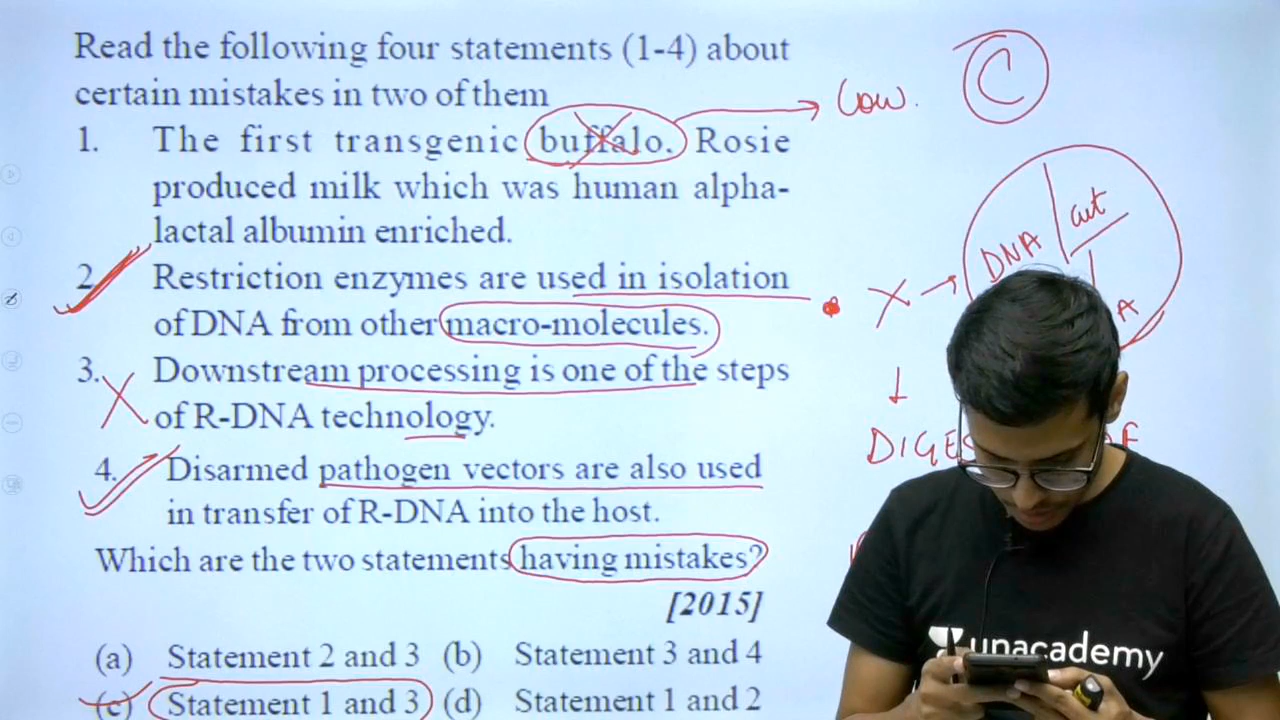 Read the following four statements (1-4) about
certain mistakes in two of them
1. The first transgenic buffalo. Rosie
produced milk which was human alpha-
lactal albumin enriched.
2. Restriction enzymes are used in isolation
of DNA from other macro-molecules.
3. Downstream processing is one of the steps
of R-DNA technology.
4. Disarmed pathogen vectors are also used
in transfer of R-DNA into the host.
Which are the two statements having mistakes?
[2015]
(a) Statement 2 and 3 (b) Statement 3 and 4
(c) Statement 1 and 3 (d) Statement 1 and 2
Cow.
C
DNA cut
A
X
DIGES
unacademy